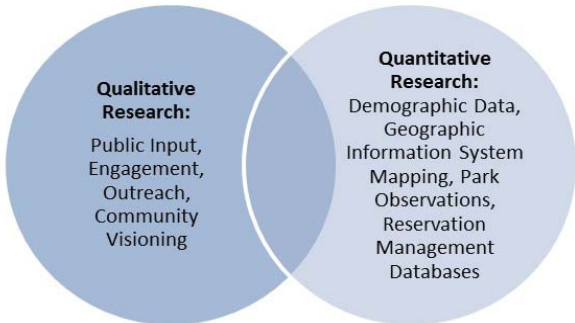 Qualitative
Research:
Public Input,
Engagement,
Outreach,
Community
Visioning
Quantitative
Research:
Demographic Data,
Geographic
Information System
Mapping, Park
Observations,
Reservation
Management
Databases